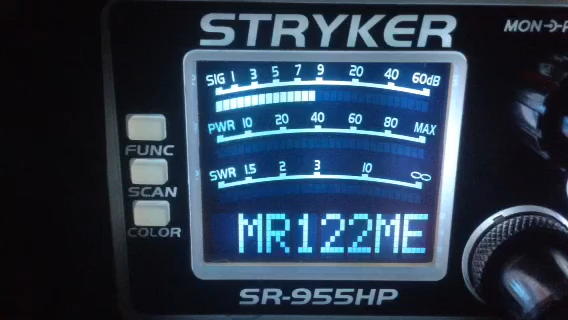 STRYKER
MON
SIG 1 3 5 7 9 20 40 60dB
PWR 10 20 40 60 80 MAX
SWR 1.5 2 3 10 ∞
FUNC
SCAN
COLOR
MR122ME
SR-955HP